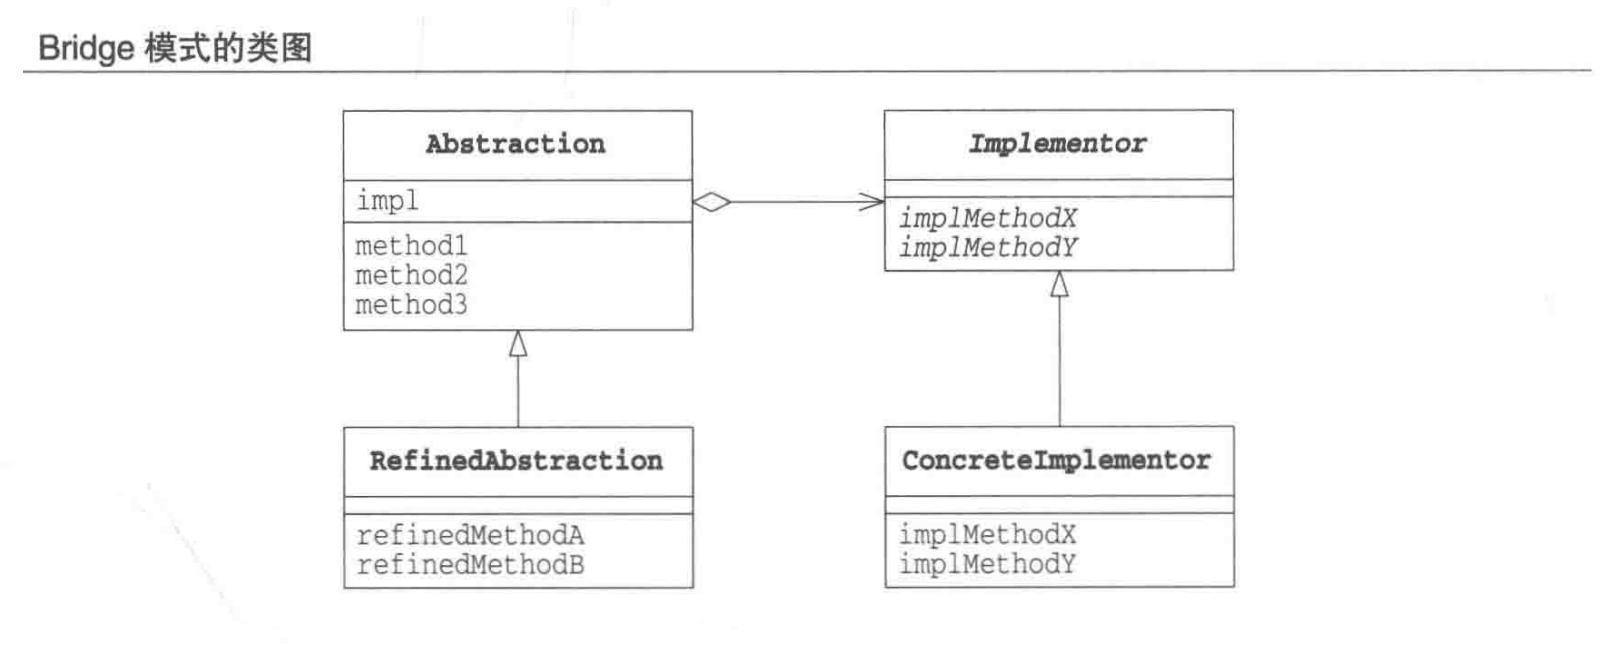 Bridge 模式的类图
Abstraction
impl
method1
method2
method3
Implementor
implMethodX
implMethodY
RefinedAbstraction
refinedMethodA
refinedMethodB
ConcreteImplementor
implMethodX
implMethodY